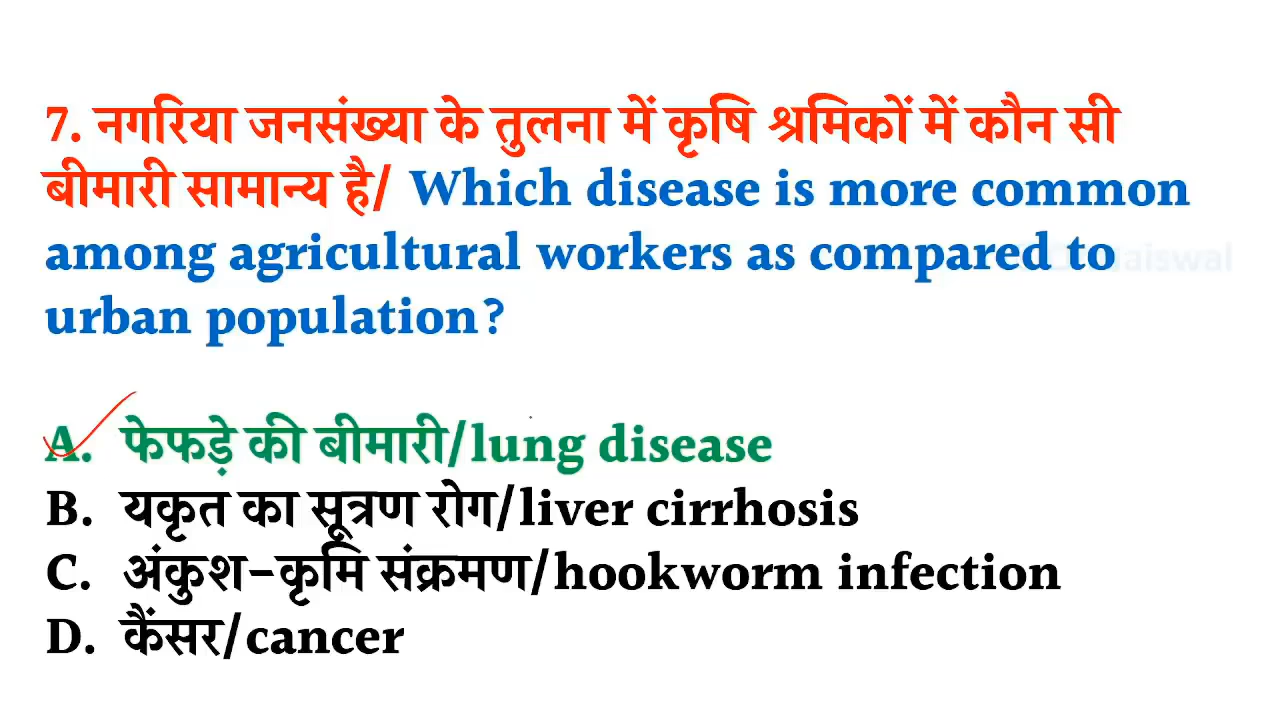 7. नगरिया जनसंख्या के तुलना में कृषि श्रमिकों में कौन सी
बीमारी सामान्य है/ Which disease is more common
among agricultural workers as compared to
urban population?
A. फेफड़े की बीमारी/lung disease
B. यकृत का सूत्रण रोग/liver cirrhosis
C. अंकुश-कृमि संक्रमण/hookworm infection
D. कैंसर/cancer